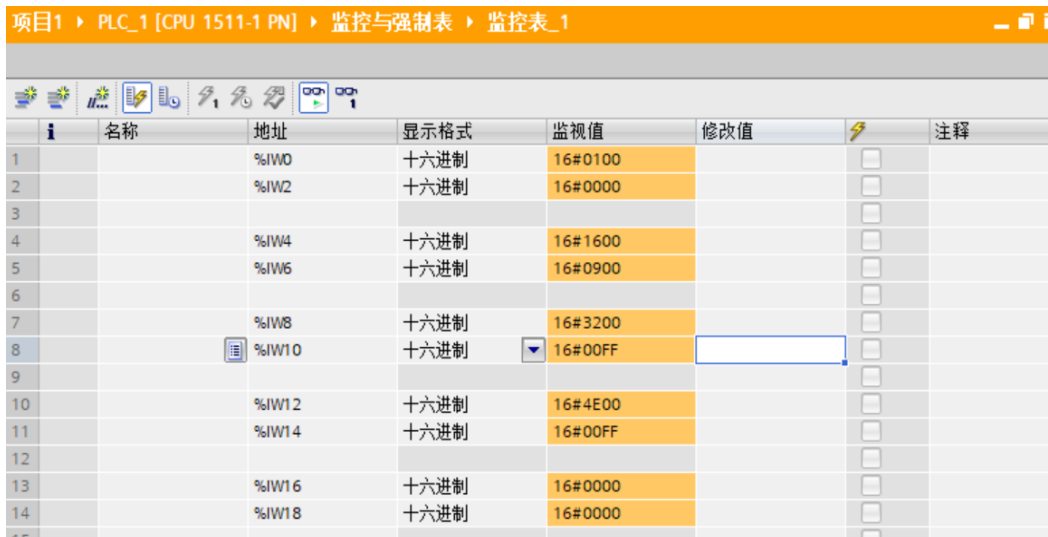 项目1 ▸ PLC_1 [CPU 1511-1 PN] ▸ 监控与强制表 ▸ 监控表_1
i 名称 地址 显示格式 监视值 修改值 注释
1 %IW0 十六进制 16#0100
2 %IW2 十六进制 16#0000
3
4 %IW4 十六进制 16#1600
5 %IW6 十六进制 16#0900
6
7 %IW8 十六进制 16#3200
8 %IW10 十六进制 16#00FF
9
10 %IW12 十六进制 16#4E00
11 %IW14 十六进制 16#00FF
12
13 %IW16 十六进制 16#0000
14 %IW18 十六进制 16#0000